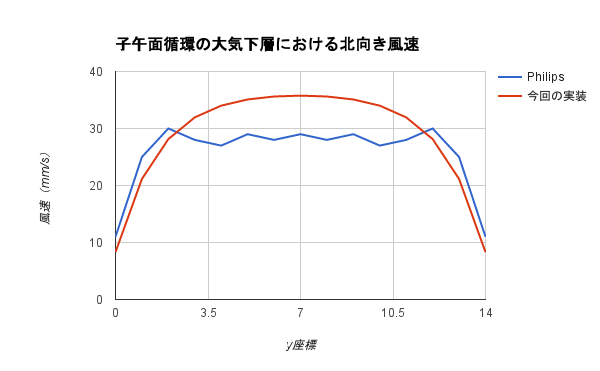 子午面循環の大気下層における北向き風速
Philips
今回の実装
40
30
20
10
0
風速（mm/s）
0 3.5 7 10.5 14
y座標